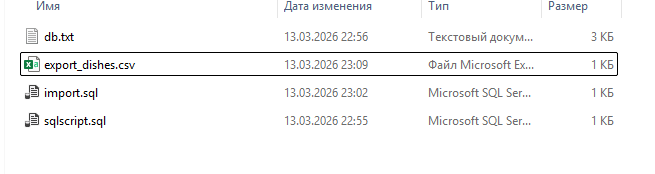 Имя Дата изменения Тип Размер
db.txt 13.03.2026 22:56 Текстовый докум... 3 КБ
export_dishes.csv 13.03.2026 23:09 Файл Microsoft Ex... 1 КБ
import.sql 13.03.2026 23:02 Microsoft SQL Ser... 1 КБ
sqlscript.sql 13.03.2026 22:55 Microsoft SQL Ser... 1 КБ